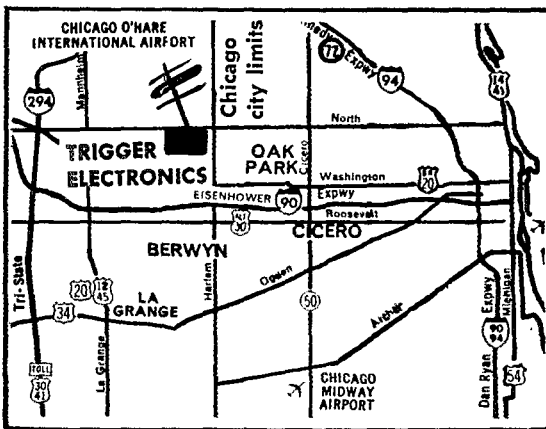 CHICAGO O'HARE
INTERNATIONAL AIRPORT
Chicago
city limits
77
Expwy
94
14
41
294
Mannheim
North
TRIGGER
ELECTRONICS
OAK
PARK
Cicero
Washington
20
EISENHOWER
90
Expwy
ALT
30
Roosevelt
CICERO
BERWYN
Harlem
Ogden
Tri-State
20
12
45
34
LA
GRANGE
La Grange
50
Archer
Expwy
Michigan
90
94
TOLL
30
41
CHICAGO
MIDWAY
AIRPORT
Dan Ryan
54